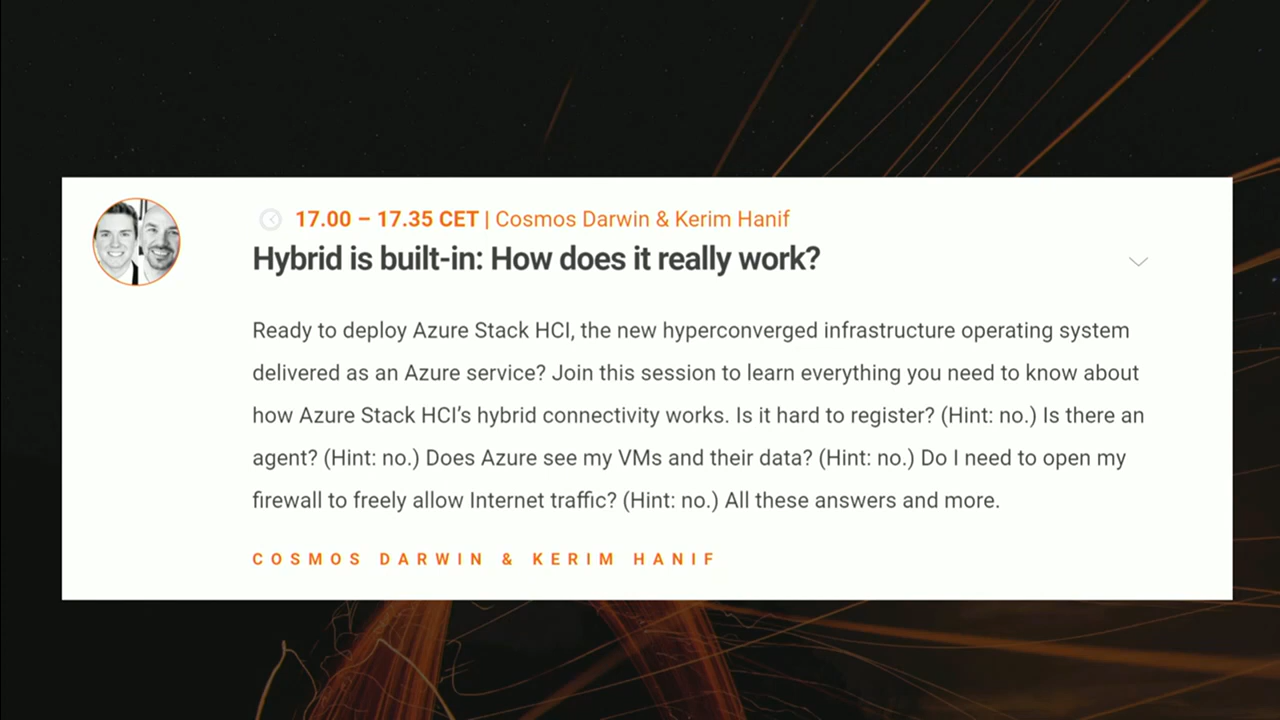 17.00 – 17.35 CET | Cosmos Darwin & Kerim Hanif
Hybrid is built-in: How does it really work?
Ready to deploy Azure Stack HCI, the new hyperconverged infrastructure operating system
delivered as an Azure service? Join this session to learn everything you need to know about
how Azure Stack HCI’s hybrid connectivity works. Is it hard to register? (Hint: no.) Is there an
agent? (Hint: no.) Does Azure see my VMs and their data? (Hint: no.) Do I need to open my
firewall to freely allow Internet traffic? (Hint: no.) All these answers and more.
COSMOS DARWIN & KERIM HANIF